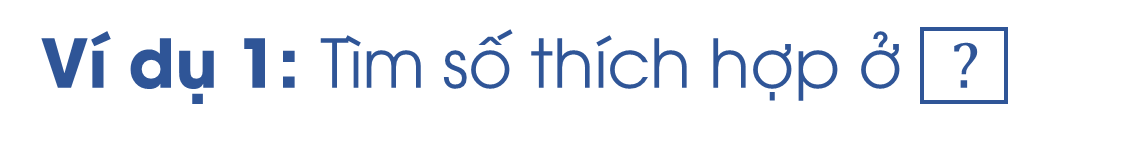 Ví dụ 1: Tìm số thích hợp ở ?